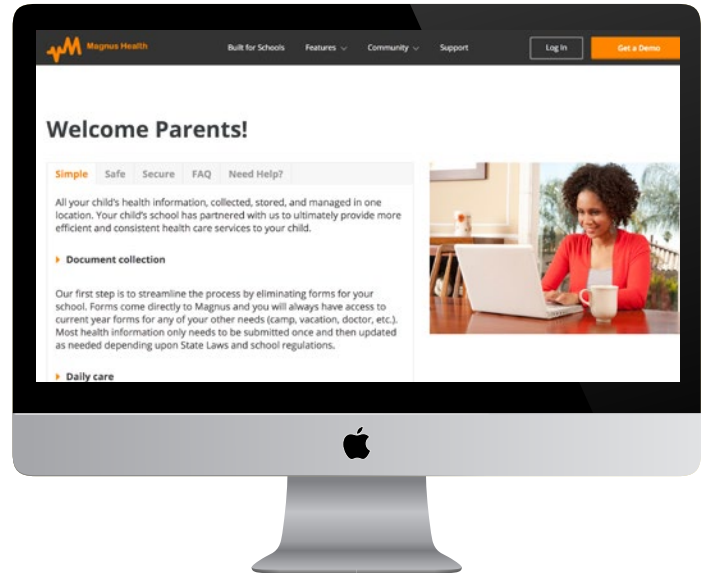 Magnus Health
Built for Schools Features Community Support Log In Get a Demo
Welcome Parents!
Simple Safe Secure FAQ Need Help?
All your child's health information, collected, stored, and managed in one
location. Your child's school has partnered with us to ultimately provide more
efficient and consistent health care services to your child.
Document collection
Our first step is to streamline the process by eliminating forms for your
school. Forms come directly to Magnus and you will always have access to
current year forms for any of your other needs (camp, vacation, doctor, etc.).
Most health information only needs to be submitted once and then updated
as needed depending upon State Laws and school regulations.
Daily care